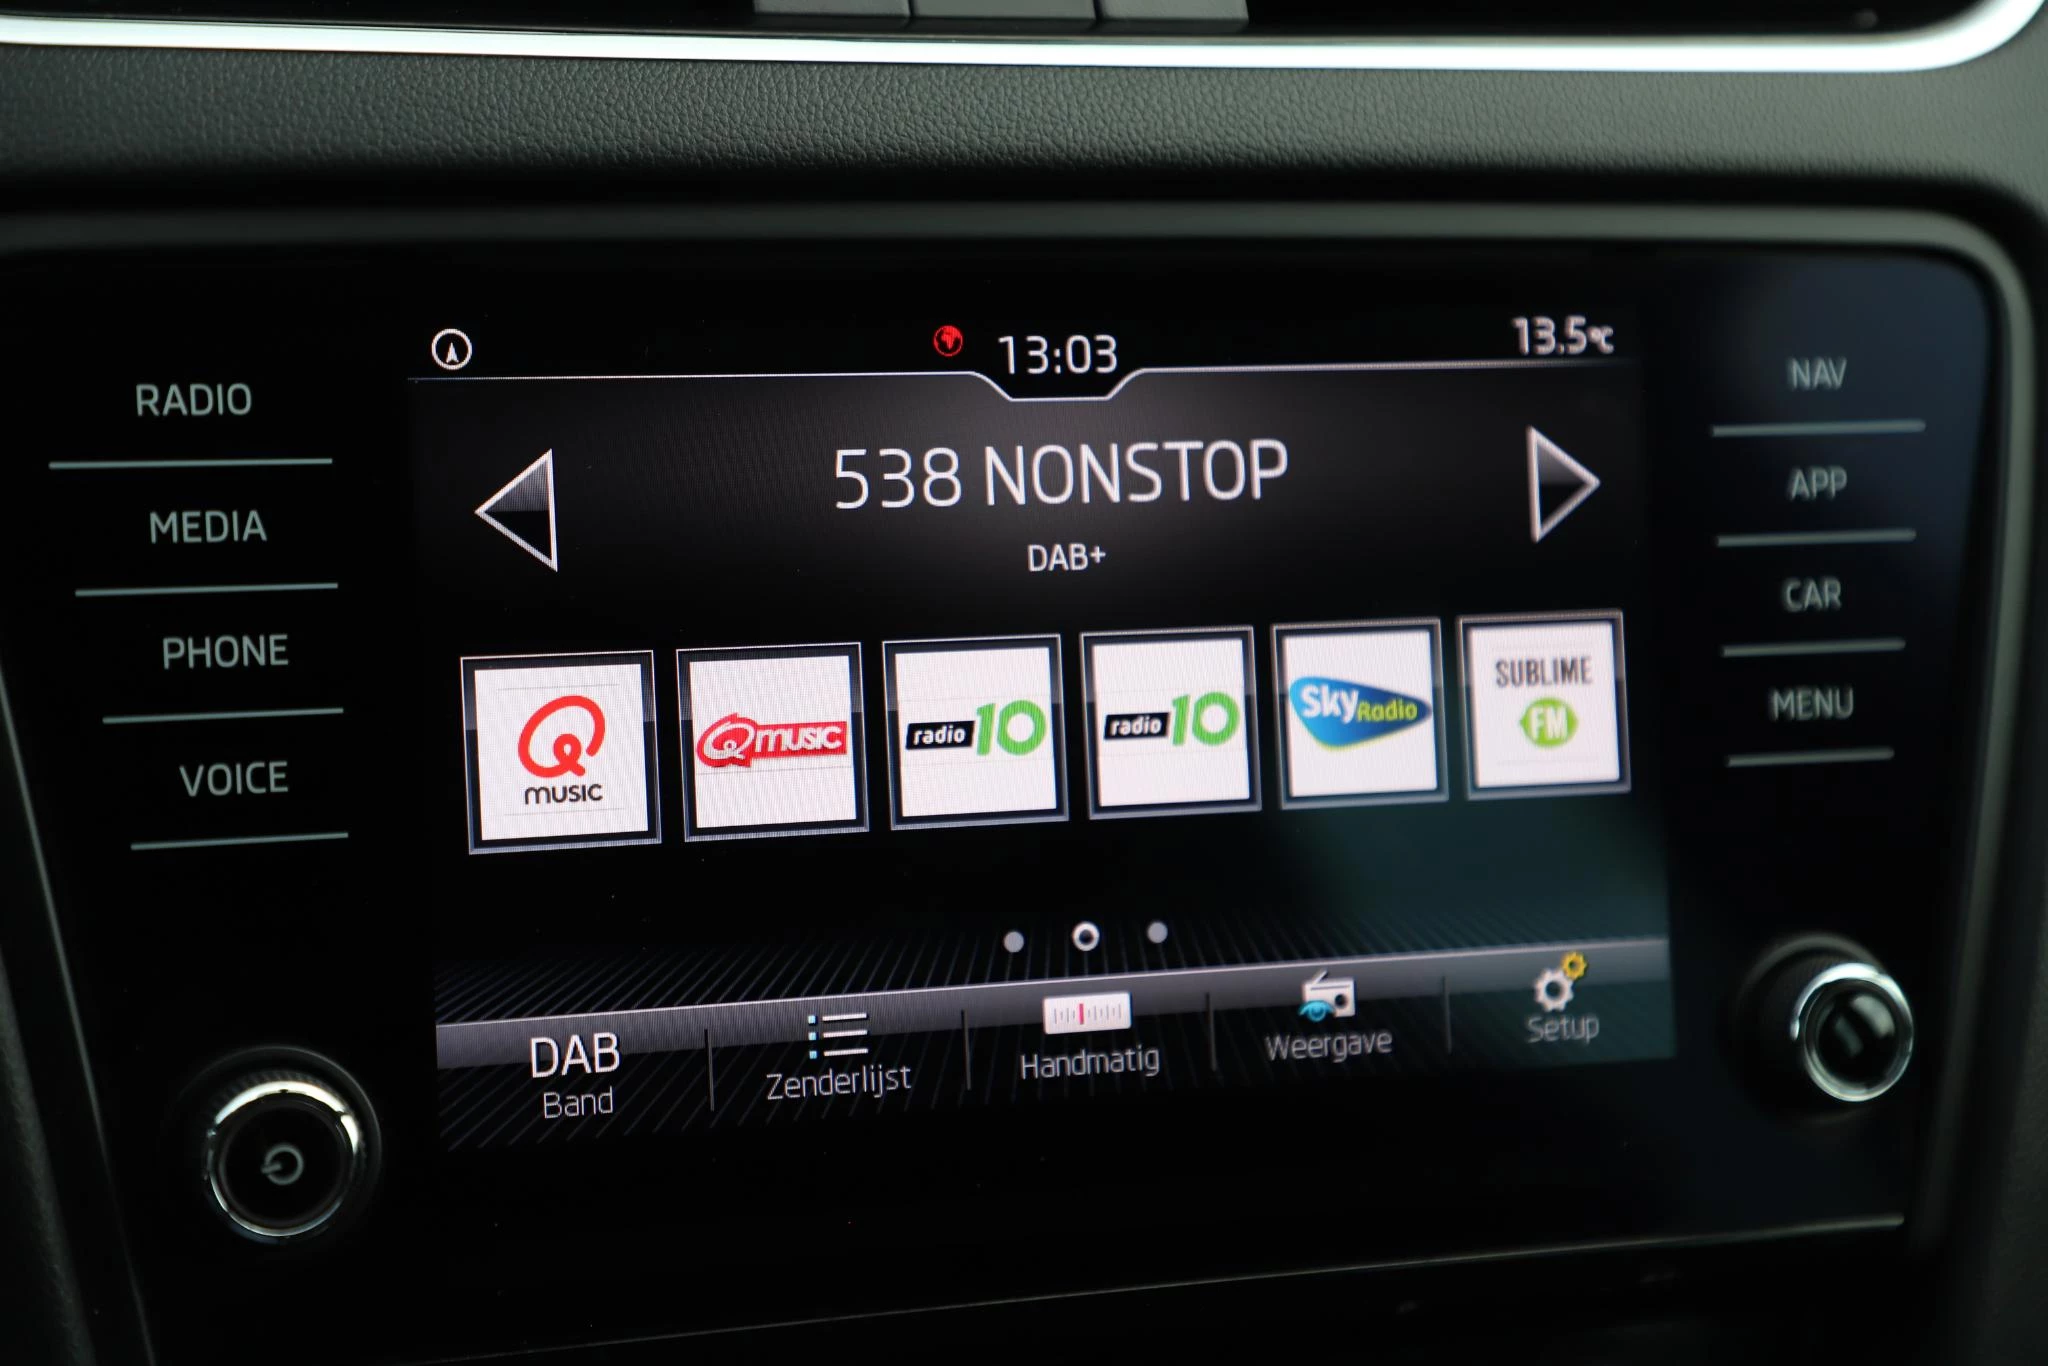 13:03
13.5°C
RADIO
MEDIA
PHONE
VOICE
538 NONSTOP
DAB+
NAV
APP
CAR
MENU
Q
music
Q music
radio 10
radio 10
Sky Radio
SUBLIME
FM
DAB
Band
Zenderlijst
Handmatig
Weergave
Setup